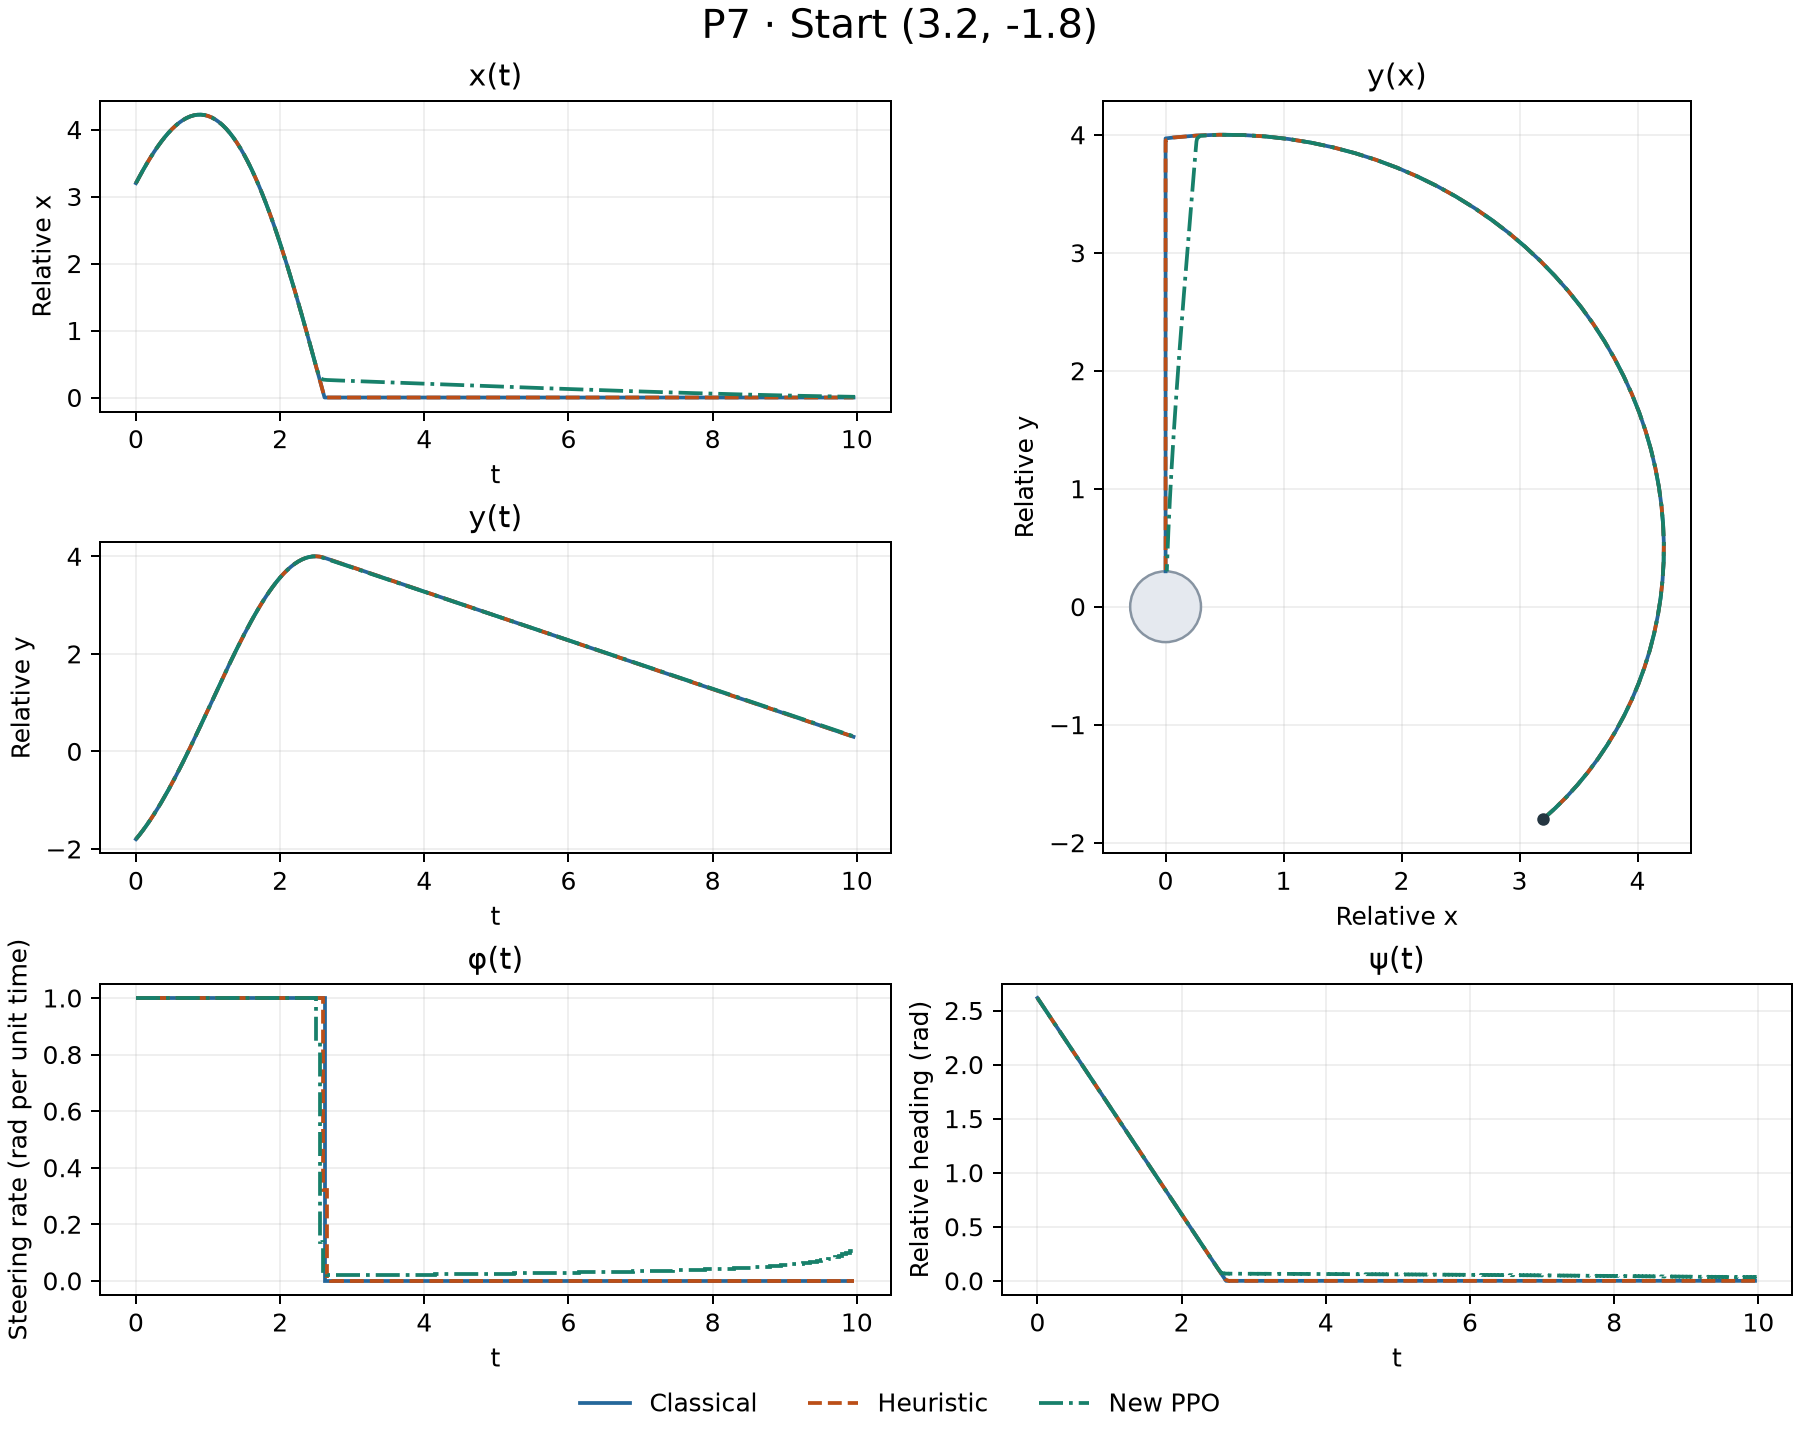 P7 · Start (3.2, -1.8)
x(t)
Relative x
4
3
2
1
0
0 2 4 6 8 10
t
y(x)
Relative y
4
3
2
1
0
−1
−2
0 1 2 3 4
Relative x
y(t)
Relative y
4
2
0
−2
0 2 4 6 8 10
t
φ(t)
Steering rate (rad per unit time)
1.0
0.8
0.6
0.4
0.2
0.0
0 2 4 6 8 10
t
ψ(t)
Relative heading (rad)
2.5
2.0
1.5
1.0
0.5
0.0
0 2 4 6 8 10
t
Classical Heuristic New PPO